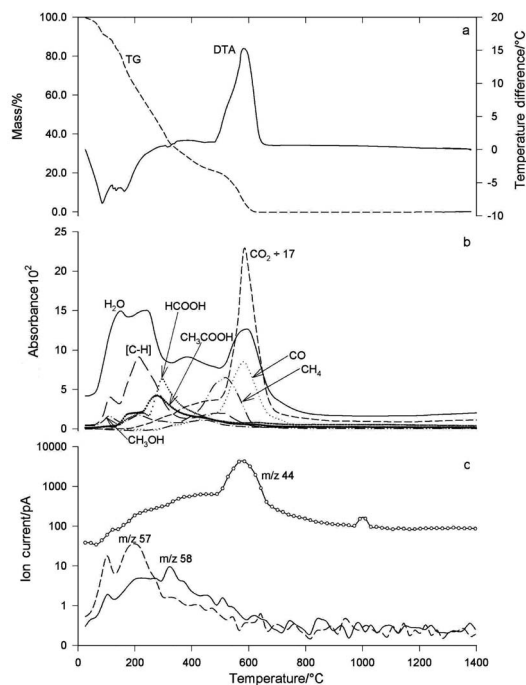 a
TG
DTA
Mass/%
100.0
80.0
60.0
40.0
20.0
0.0
20
15
10
5
0
-5
-10
Temperature difference/°C
b
H₂O
HCOOH
[C-H]
CH₃COOH
CO₂ ÷ 17
CO
CH₄
CH₃OH
Absorbance10²
25
20
15
10
5
0
c
m/z 44
m/z 57
m/z 58
Ion current/pA
10000
1000
100
10
1
0
0 200 400 600 800 1000 1200 1400
Temperature/°C